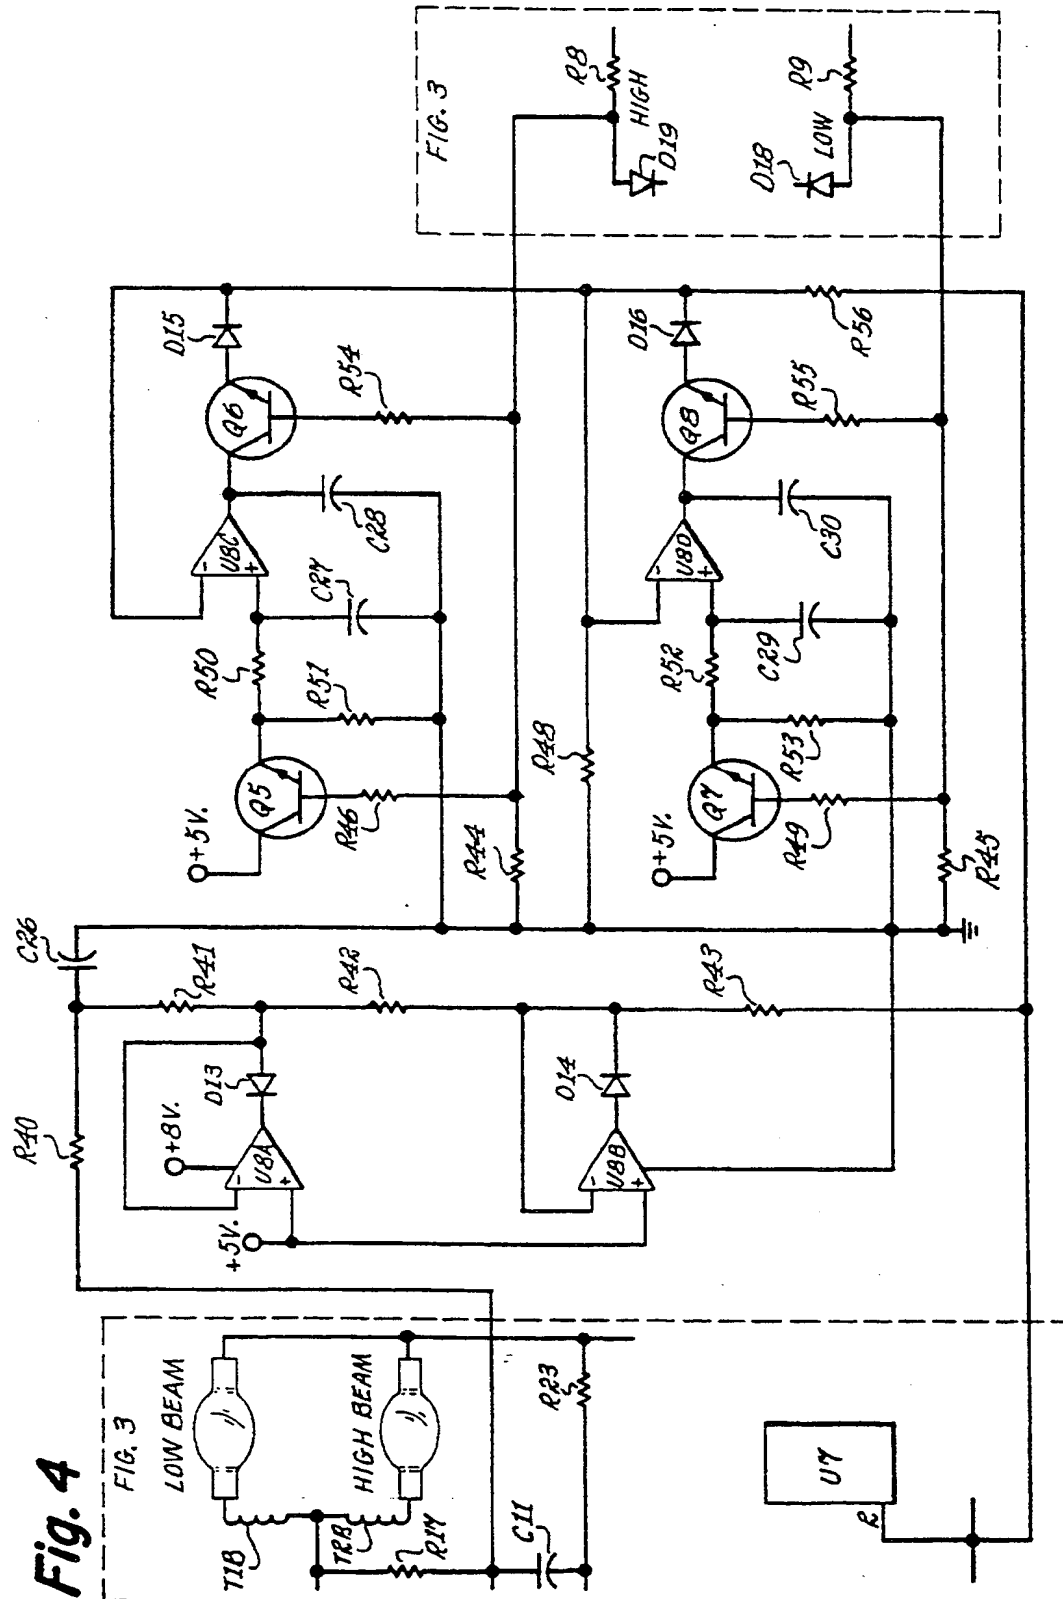 Fig. 4
FIG. 3
LOW BEAM
HIGH BEAM
T1B
TRB
R17
C11
R23
U7
R
R40
+5V.
+8V.
U8A
-
+
D13
U8B
-
+
D14
C26
R41
R42
R43
+5V.
Q5
R46
R44
R50
R51
C27
U8C
-
+
C28
Q6
D15
R54
R48
+5V.
Q7
R49
R45
R52
R53
C29
U8D
-
+
C30
Q8
D16
R55
R56
FIG. 3
R8
HIGH
D19
R9
LOW
D18